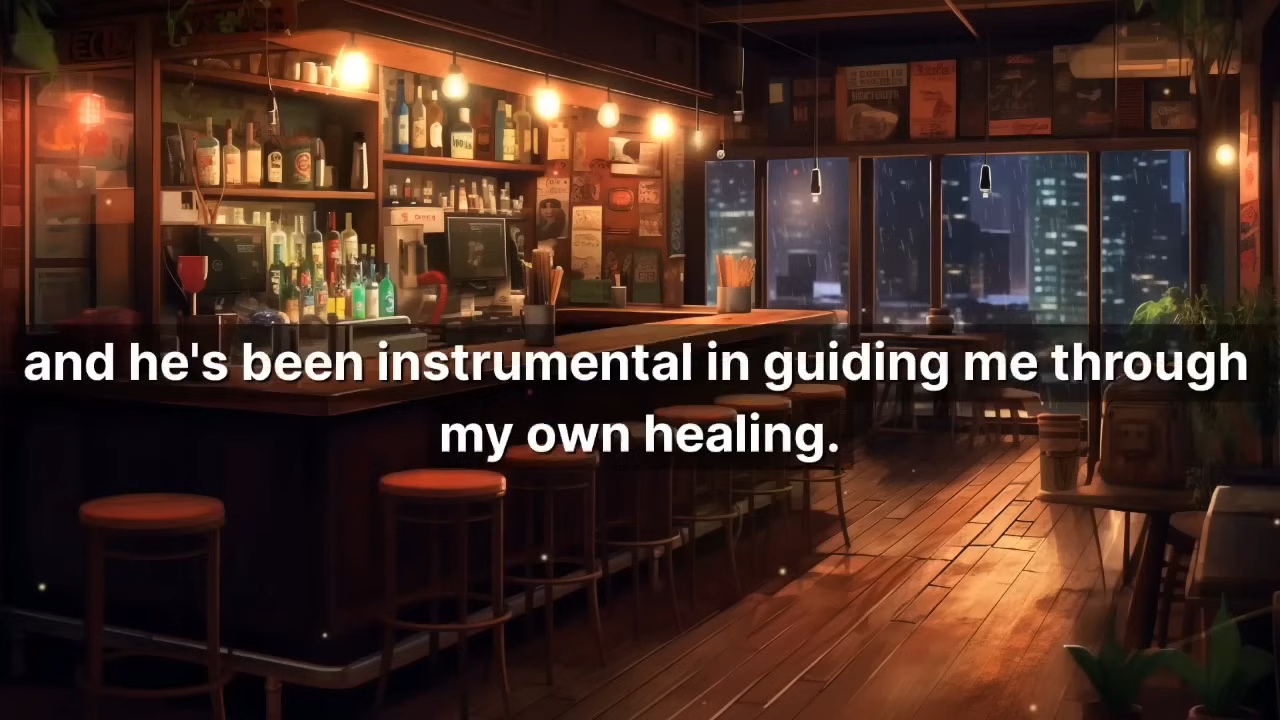 and he's been instrumental in guiding me through
my own healing.